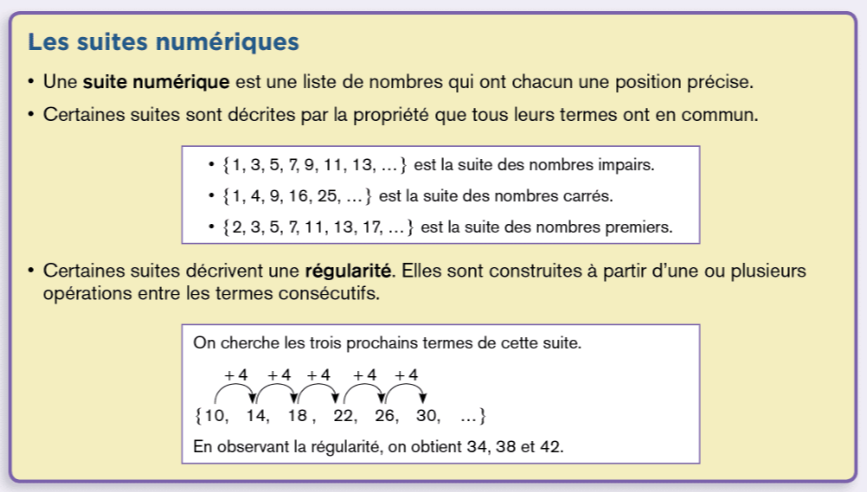 Les suites numériques
• Une suite numérique est une liste de nombres qui ont chacun une position précise.
• Certaines suites sont décrites par la propriété que tous leurs termes ont en commun.
• {1, 3, 5, 7, 9, 11, 13, …} est la suite des nombres impairs.
• {1, 4, 9, 16, 25, …} est la suite des nombres carrés.
• {2, 3, 5, 7, 11, 13, 17, …} est la suite des nombres premiers.
• Certaines suites décrivent une régularité. Elles sont construites à partir d’une ou plusieurs
opérations entre les termes consécutifs.
On cherche les trois prochains termes de cette suite.
+4 +4 +4 +4 +4
{10, 14, 18, 22, 26, 30, …}
En observant la régularité, on obtient 34, 38 et 42.